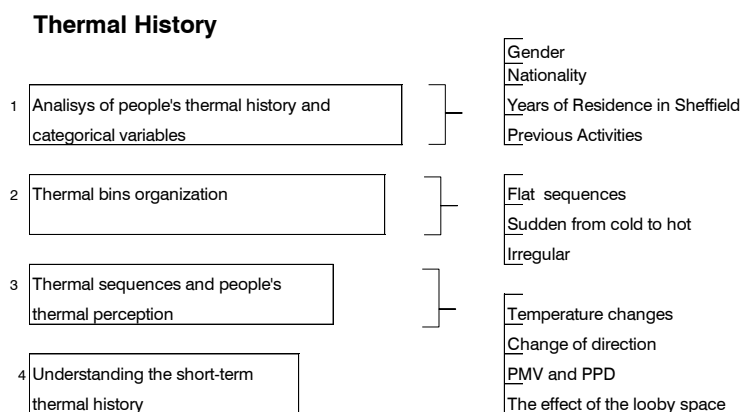 Thermal History
1 Analisys of people's thermal history and
categorical variables
Gender
Nationality
Years of Residence in Sheffield
Previous Activities
2 Thermal bins organization
Flat sequences
Sudden from cold to hot
Irregular
3 Thermal sequences and people's
thermal perception
Temperature changes
Change of direction
PMV and PPD
The effect of the looby space
4 Understanding the short-term
thermal history